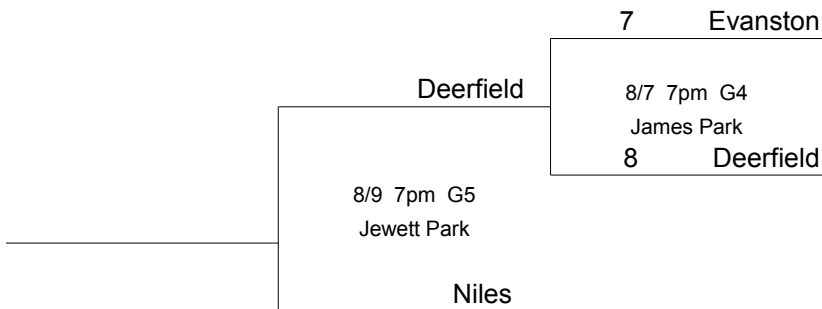 7 Evanston
Deerfield
8/7 7pm G4
James Park
8 Deerfield
8/9 7pm G5
Jewett Park
Niles